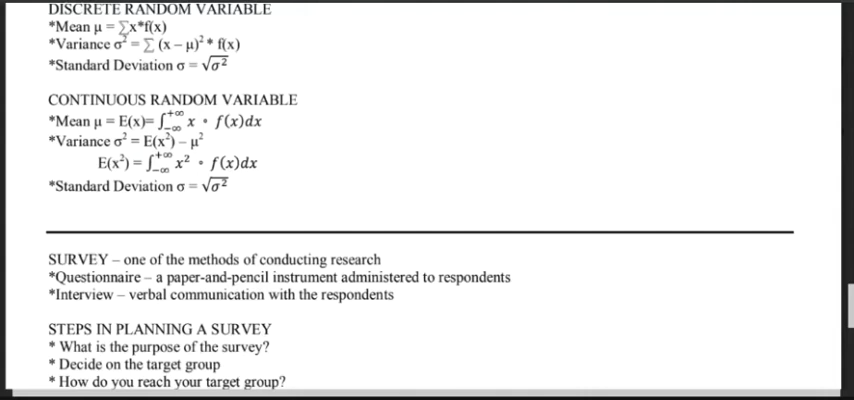 DISCRETE RANDOM VARIABLE
*Mean µ = ∑x*f(x)
*Variance σ² = ∑ (x – µ)² * f(x)
*Standard Deviation σ = √σ²
CONTINUOUS RANDOM VARIABLE
*Mean µ = E(x)= ∫₋∞⁺∞ x • f(x)dx
*Variance σ² = E(x²) – µ²
E(x²) = ∫₋∞⁺∞ x² • f(x)dx
*Standard Deviation σ = √σ²
SURVEY – one of the methods of conducting research
*Questionnaire – a paper-and-pencil instrument administered to respondents
*Interview – verbal communication with the respondents
STEPS IN PLANNING A SURVEY
* What is the purpose of the survey?
* Decide on the target group
* How do you reach your target group?